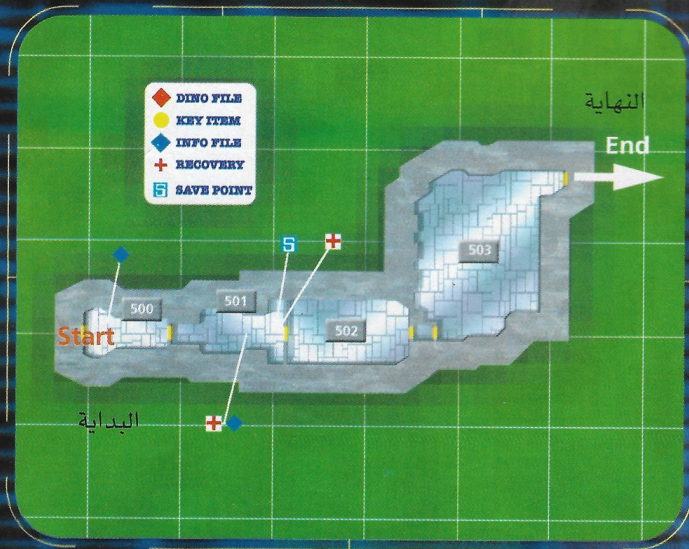 النهاية
End
DINO FILE
KEY ITEM
INFO FILE
RECOVERY
S SAVE POINT
S
503
501
500
502
Start
البداية